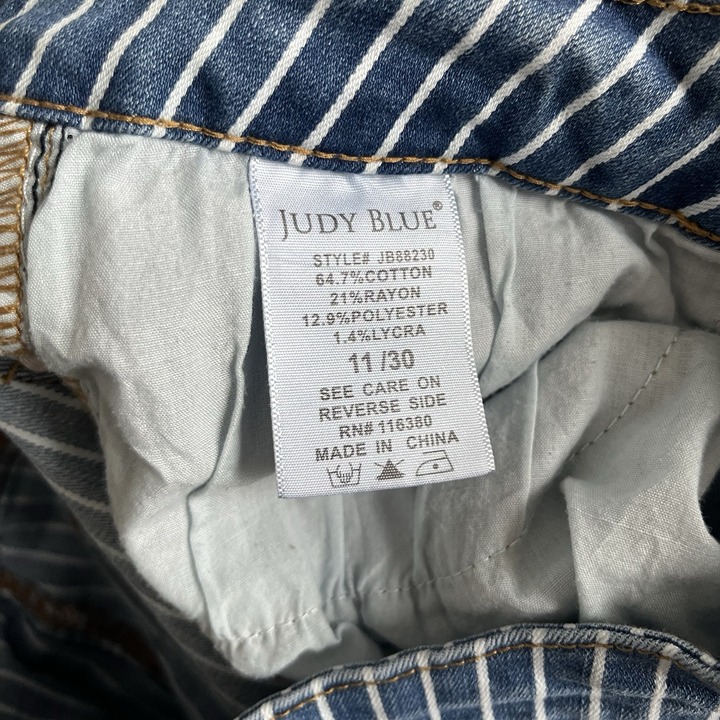 JUDY BLUE®
STYLE# JB88230
64.7%COTTON
21%RAYON
12.9%POLYESTER
1.4%LYCRA
11 /30
SEE CARE ON
REVERSE SIDE
RN# 116380
MADE IN CHINA